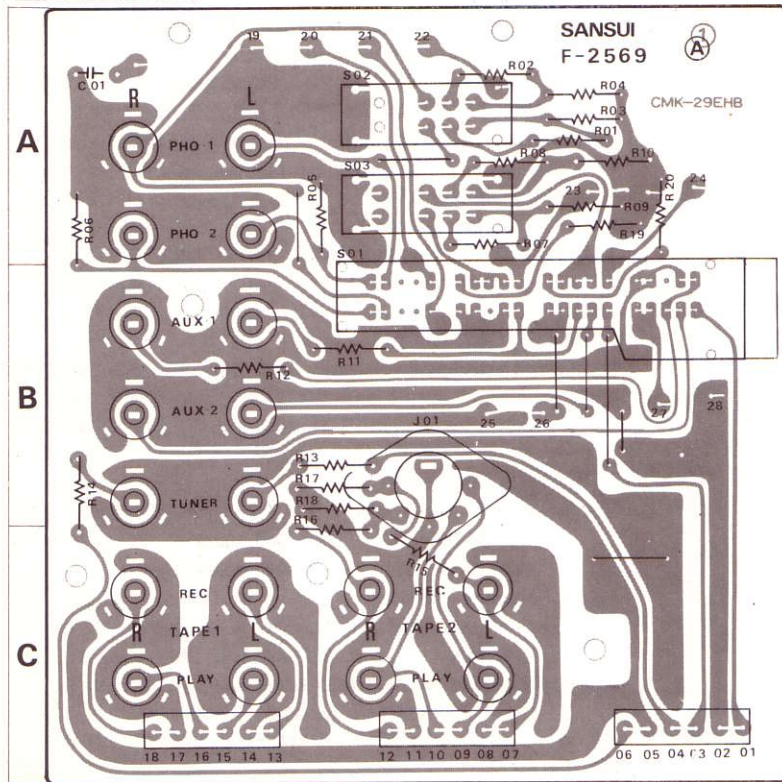 SANSUI
F-2569
1
A
CMK-29EHB
19 20 21 22
C 01
R L
S02
R02
R04
R03
R01
A
PHO 1
S03
R08
R10
R05
23
R20
24
R06
R09
PHO 2
R19
R07
S01
AUX 1
R11
R12
B
AUX 2
J01
25 26 27 28
R13
R17
R14
TUNER
R18
R16
R15
REC
REC
R TAPE1 L
R TAPE2 L
C
PLAY
PLAY
18 17 16 15 14 13
12 11 10 09 08 07
06 05 04 03 02 01